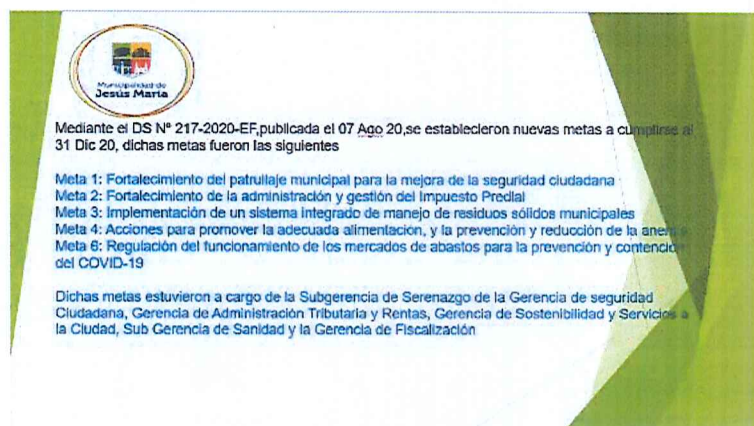 Municipalidad de
Jesús María
Mediante el DS Nº 217-2020-EF,publicada el 07 Ago 20,se establecieron nuevas metas a cumplirse al
31 Dic 20, dichas metas fueron las siguientes
Meta 1: Fortalecimiento del patrullaje municipal para la mejora de la seguridad ciudadana
Meta 2: Fortalecimiento de la administración y gestión del Impuesto Predial
Meta 3: Implementación de un sistema integrado de manejo de residuos sólidos municipales
Meta 4: Acciones para promover la adecuada alimentación, y la prevención y reducción de la anemia
Meta 6: Regulación del funcionamiento de los mercados de abastos para la prevención y contención
del COVID-19
Dichas metas estuvieron a cargo de la Subgerencia de Serenazgo de la Gerencia de seguridad
Ciudadana, Gerencia de Administración Tributaria y Rentas, Gerencia de Sostenibilidad y Servicios a
la Ciudad, Sub Gerencia de Sanidad y la Gerencia de Fiscalización